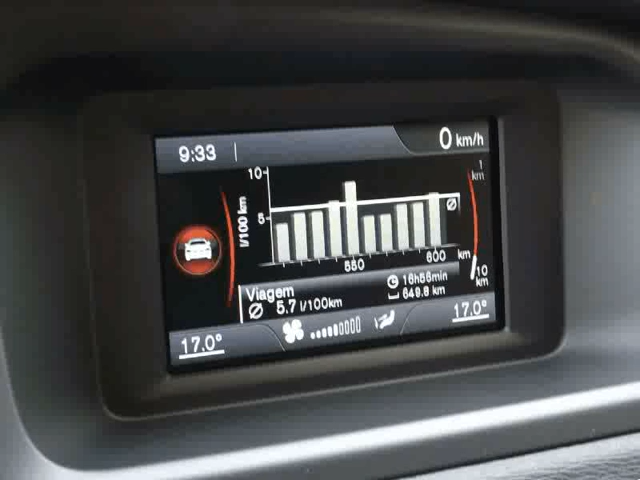 9:33
0 km/h
10
l/100 km
5
Ø
550
600
km
1
km
10
km
Viagem
Ø 5.7 l/100km
16h56min
649.8 km
17.0°
17.0°